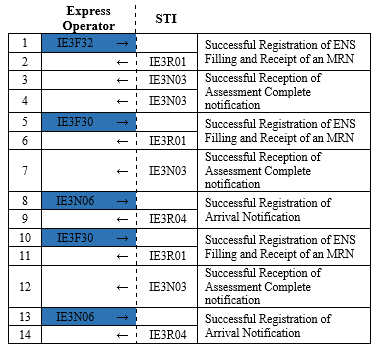 Express Operator STI
1 IE3F32 → Successful Registration of ENS
2 ← IE3R01 Filling and Receipt of an MRN
3 ← IE3N03 Successful Reception of
4 ← IE3N03 Assessment Complete notification
5 IE3F30 → Successful Registration of ENS
6 ← IE3R01 Filling and Receipt of an MRN
7 ← IE3N03 Successful Reception of Assessment Complete notification
8 IE3N06 → Successful Registration of
9 ← IE3R04 Arrival Notification
10 IE3F30 → Successful Registration of ENS
11 ← IE3R01 Filling and Receipt of an MRN
12 ← IE3N03 Successful Reception of Assessment Complete notification
13 IE3N06 → Successful Registration of
14 ← IE3R04 Arrival Notification